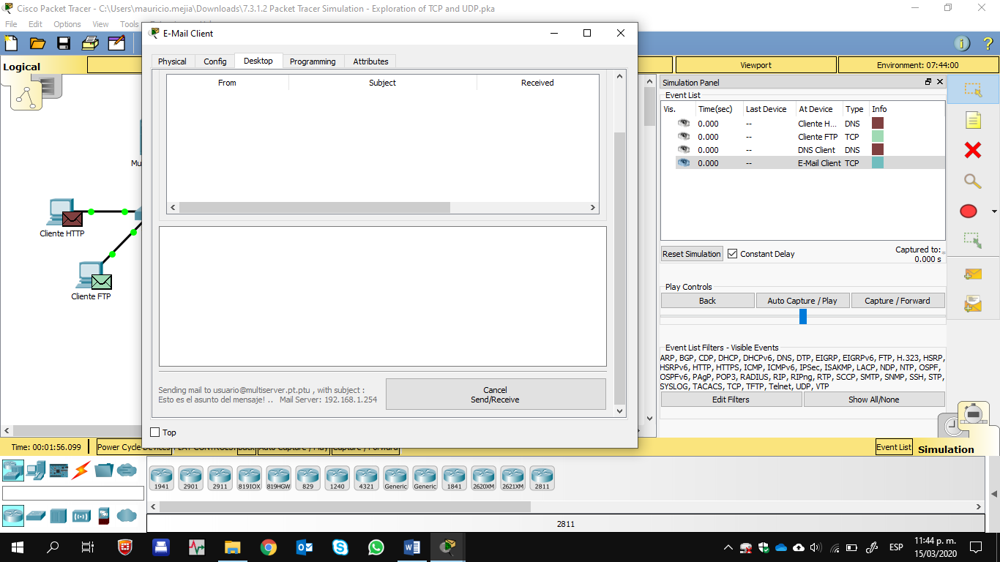 Cisco Packet Tracer - C:\Users\mauricio.mejia\Downloads\7.3.1.2 Packet Tracer Simulation - Exploration of TCP and UDP.pka
File Edit Options View Tools
E-Mail Client
Physical Config Desktop Programming Attributes
Logical
Viewport
Environment: 07:44:00
From Subject Received
Simulation Panel
Event List
Vis. Time(sec) Last Device At Device Type Info
0.000 -- Cliente H... DNS
0.000 -- Cliente FTP TCP
0.000 -- DNS Client DNS
0.000 -- E-Mail Client TCP
Mu
Cliente HTTP
Cliente FTP
Reset Simulation Constant Delay Captured to:
0.000 s
Play Controls
Back Auto Capture / Play Capture / Forward
Event List Filters - Visible Events
ARP, BGP, CDP, DHCP, DHCPv6, DNS, DTP, EIGRP, EIGRPv6, FTP, H.323, HSRP,
HSRPv6, HTTP, HTTPS, ICMP, ICMPv6, IPSec, ISAKMP, LACP, NDP, NTP, OSPF,
OSPFv6, PAgP, POP3, RADIUS, RIP, RIPng, RTP, SCCP, SMTP, SNMP, SSH, STP,
SYSLOG, TACACS, TCP, TFTP, Telnet, UDP, VTP
Edit Filters Show All/None
Sending mail to usuario@multiserver.pt.ptu , with subject :
Esto es el asunto del mensaje! .. Mail Server: 192.168.1.254
Cancel
Send/Receive
Top
Time: 00:01:56.099 Power Cycle Devices PLAY CONTROLS: Back Auto Capture / Play Capture / Forward
Event List Simulation
1941 2901 2911 819IOX 819HGW 829 1240 4321 Generic Generic 1841 2620XM 2621XM 2811
2811
ESP
11:44 p. m.
15/03/2020